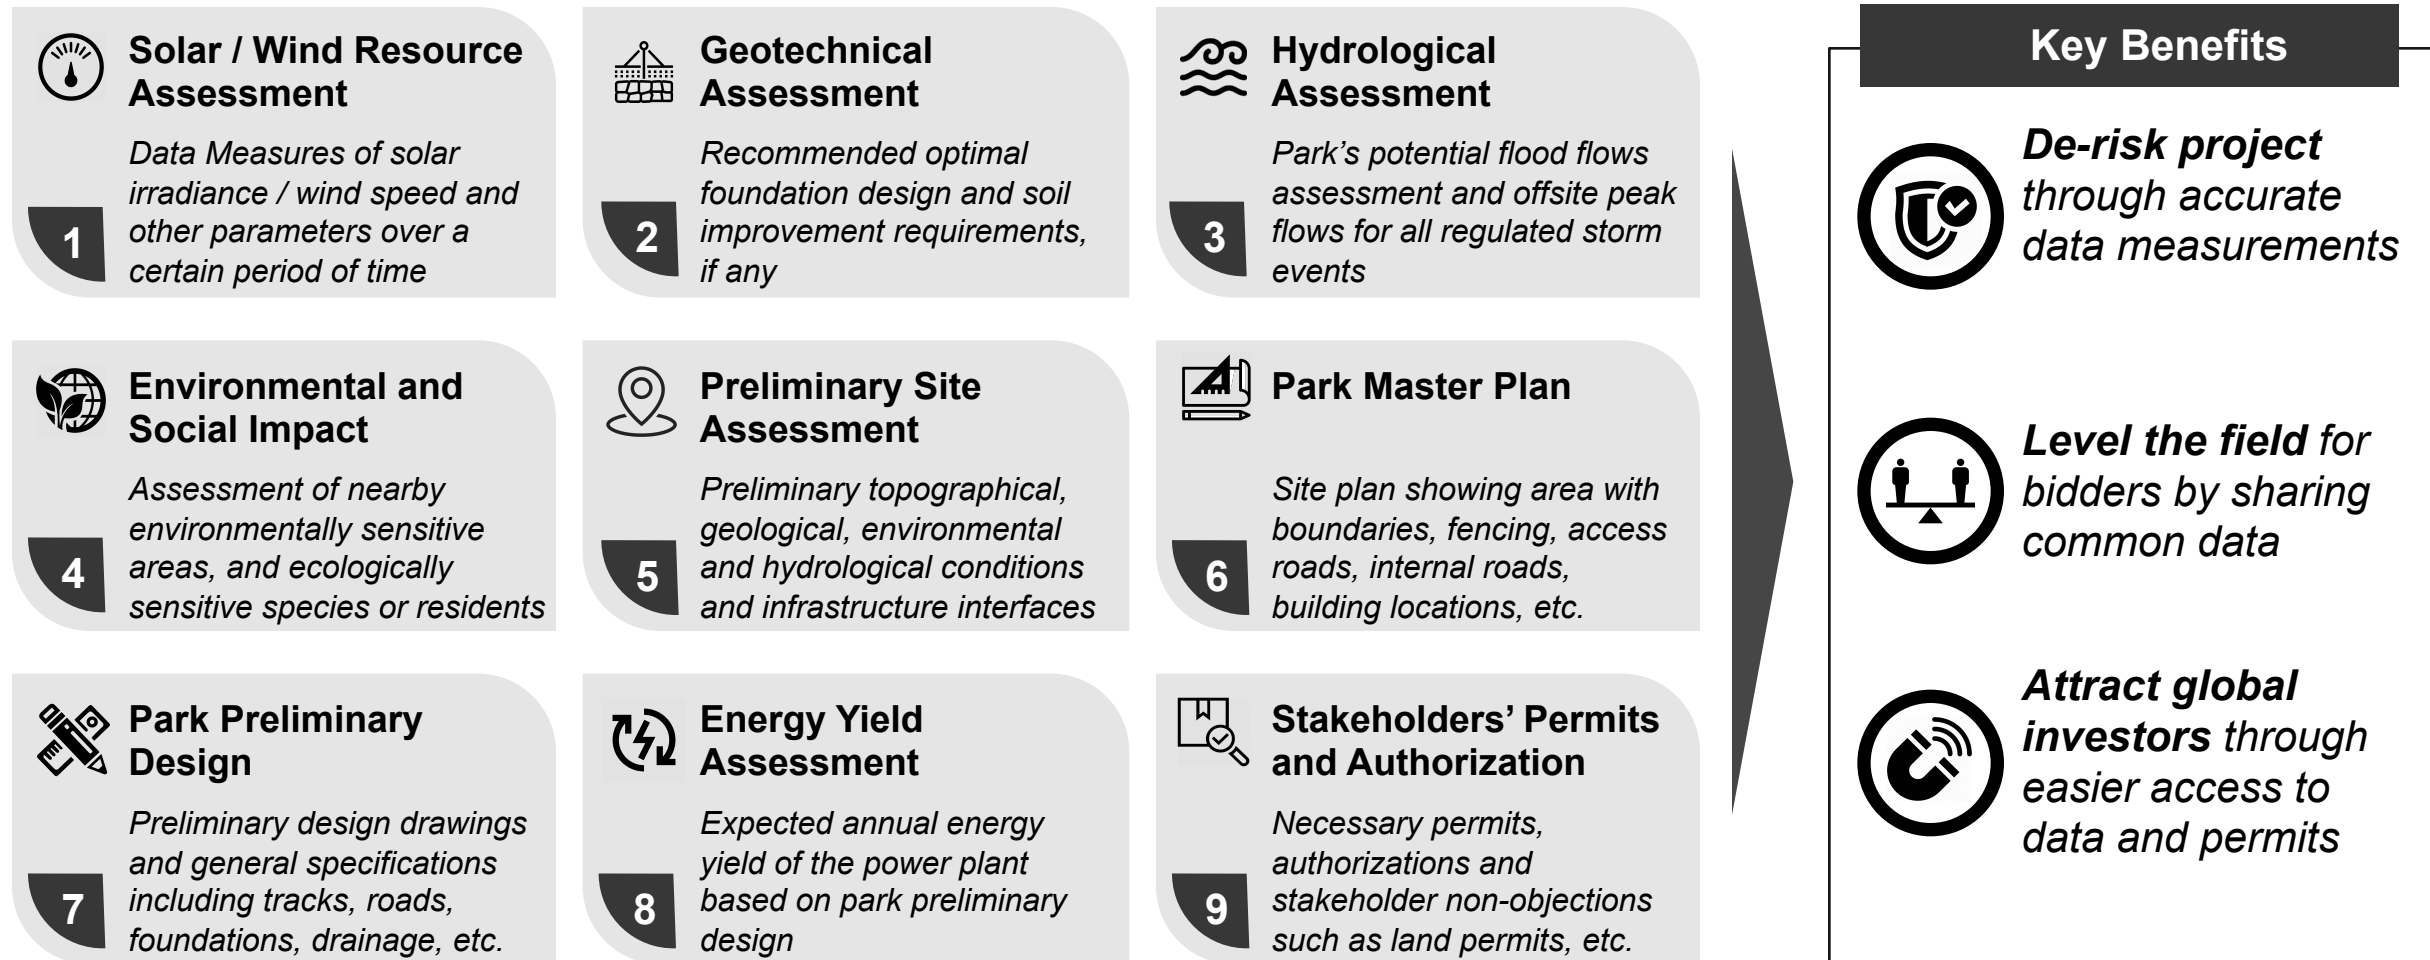 Solar / Wind Resource
Assessment
Data Measures of solar
irradiance / wind speed and
other parameters over a
certain period of time
1
Geotechnical
Assessment
Recommended optimal
foundation design and soil
improvement requirements,
if any
2
Hydrological
Assessment
Park’s potential flood flows
assessment and offsite peak
flows for all regulated storm
events
3
Environmental and
Social Impact
Assessment of nearby
environmentally sensitive
areas, and ecologically
sensitive species or residents
4
Preliminary Site
Assessment
Preliminary topographical,
geological, environmental
and hydrological conditions
and infrastructure interfaces
5
Park Master Plan
Site plan showing area with
boundaries, fencing, access
roads, internal roads,
building locations, etc.
6
Park Preliminary
Design
Preliminary design drawings
and general specifications
including tracks, roads,
foundations, drainage, etc.
7
Energy Yield
Assessment
Expected annual energy
yield of the power plant
based on park preliminary
design
8
Stakeholders’ Permits
and Authorization
Necessary permits,
authorizations and
stakeholder non-objections
such as land permits, etc.
9
Key Benefits
De-risk project
through accurate
data measurements
Level the field for
bidders by sharing
common data
Attract global
investors through
easier access to
data and permits